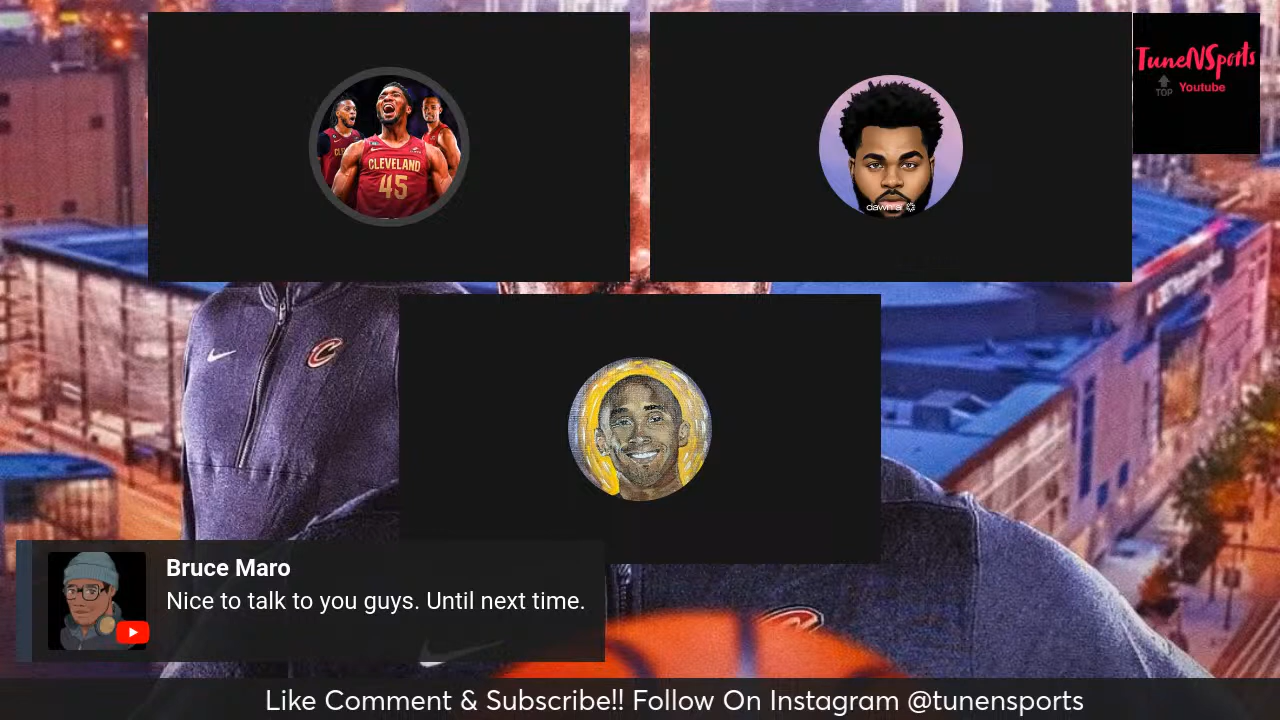 TuneNSports
TOP
Youtube
CLEVELAND
45
dawnra
Bruce Maro
Nice to talk to you guys. Until next time.
Like Comment & Subscribe!! Follow On Instagram @tunensports